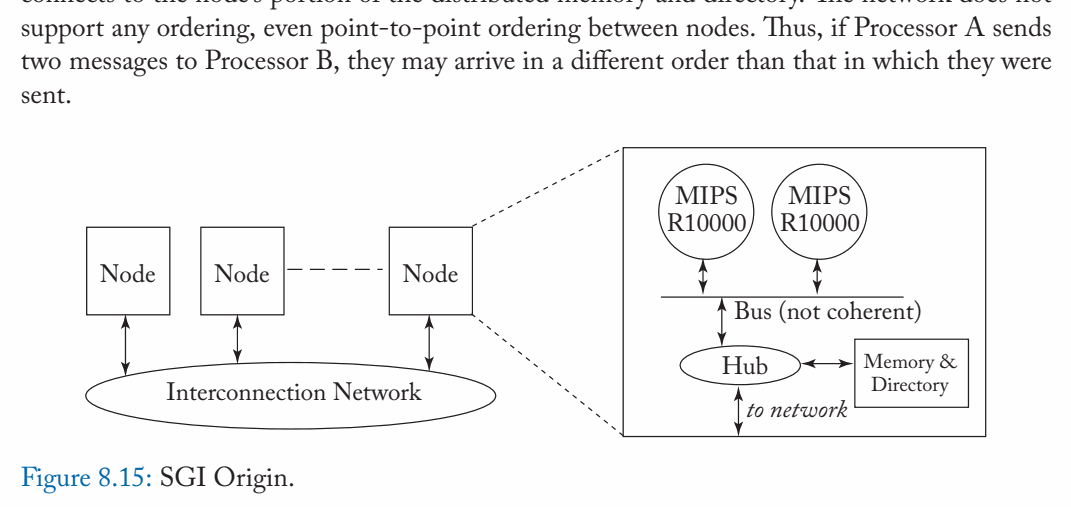 connects to the node's portion of the distributed memory and directory. The network does not
support any ordering, even point-to-point ordering between nodes. Thus, if Processor A sends
two messages to Processor B, they may arrive in a different order than that in which they were
sent.
Node
Node
Node
Interconnection Network
MIPS
R10000
MIPS
R10000
Bus (not coherent)
Hub
Memory &
Directory
to network
Figure 8.15: SGI Origin.